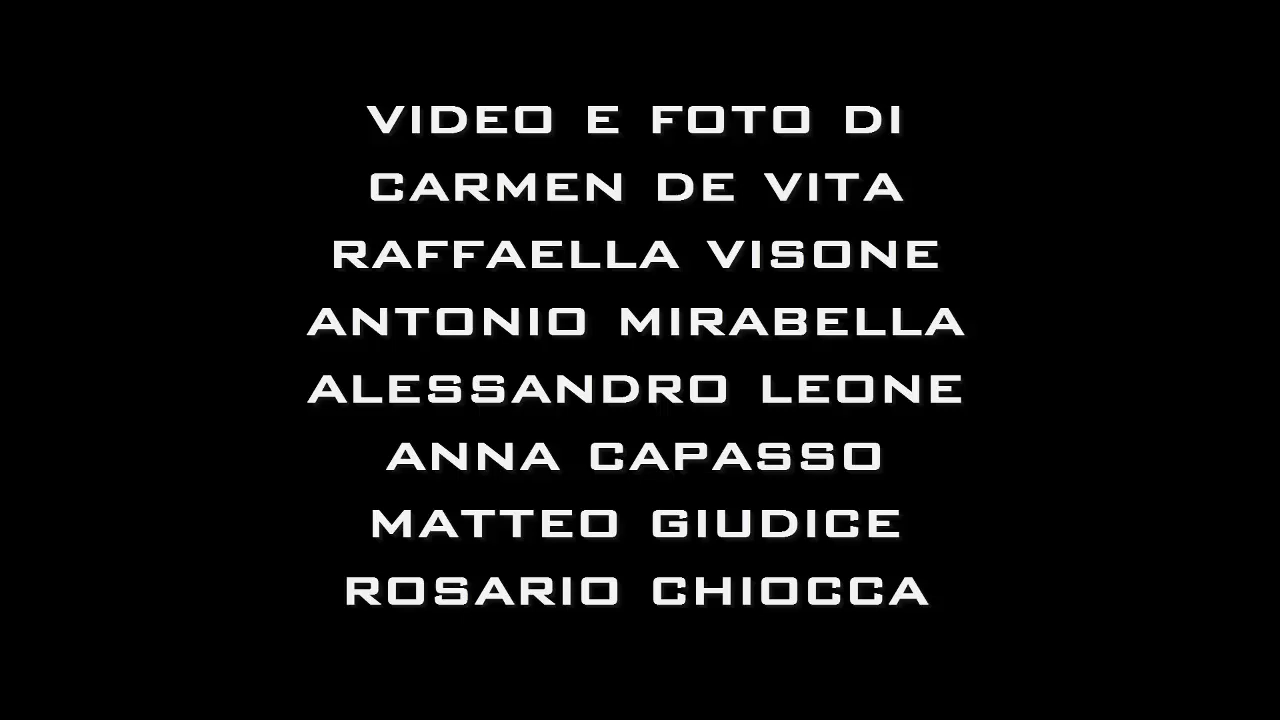 VIDEO E FOTO DI
CARMEN DE VITA
RAFFAELLA VISONE
ANTONIO MIRABELLA
ALESSANDRO LEONE
ANNA CAPASSO
MATTEO GIUDICE
ROSARIO CHIOCCA